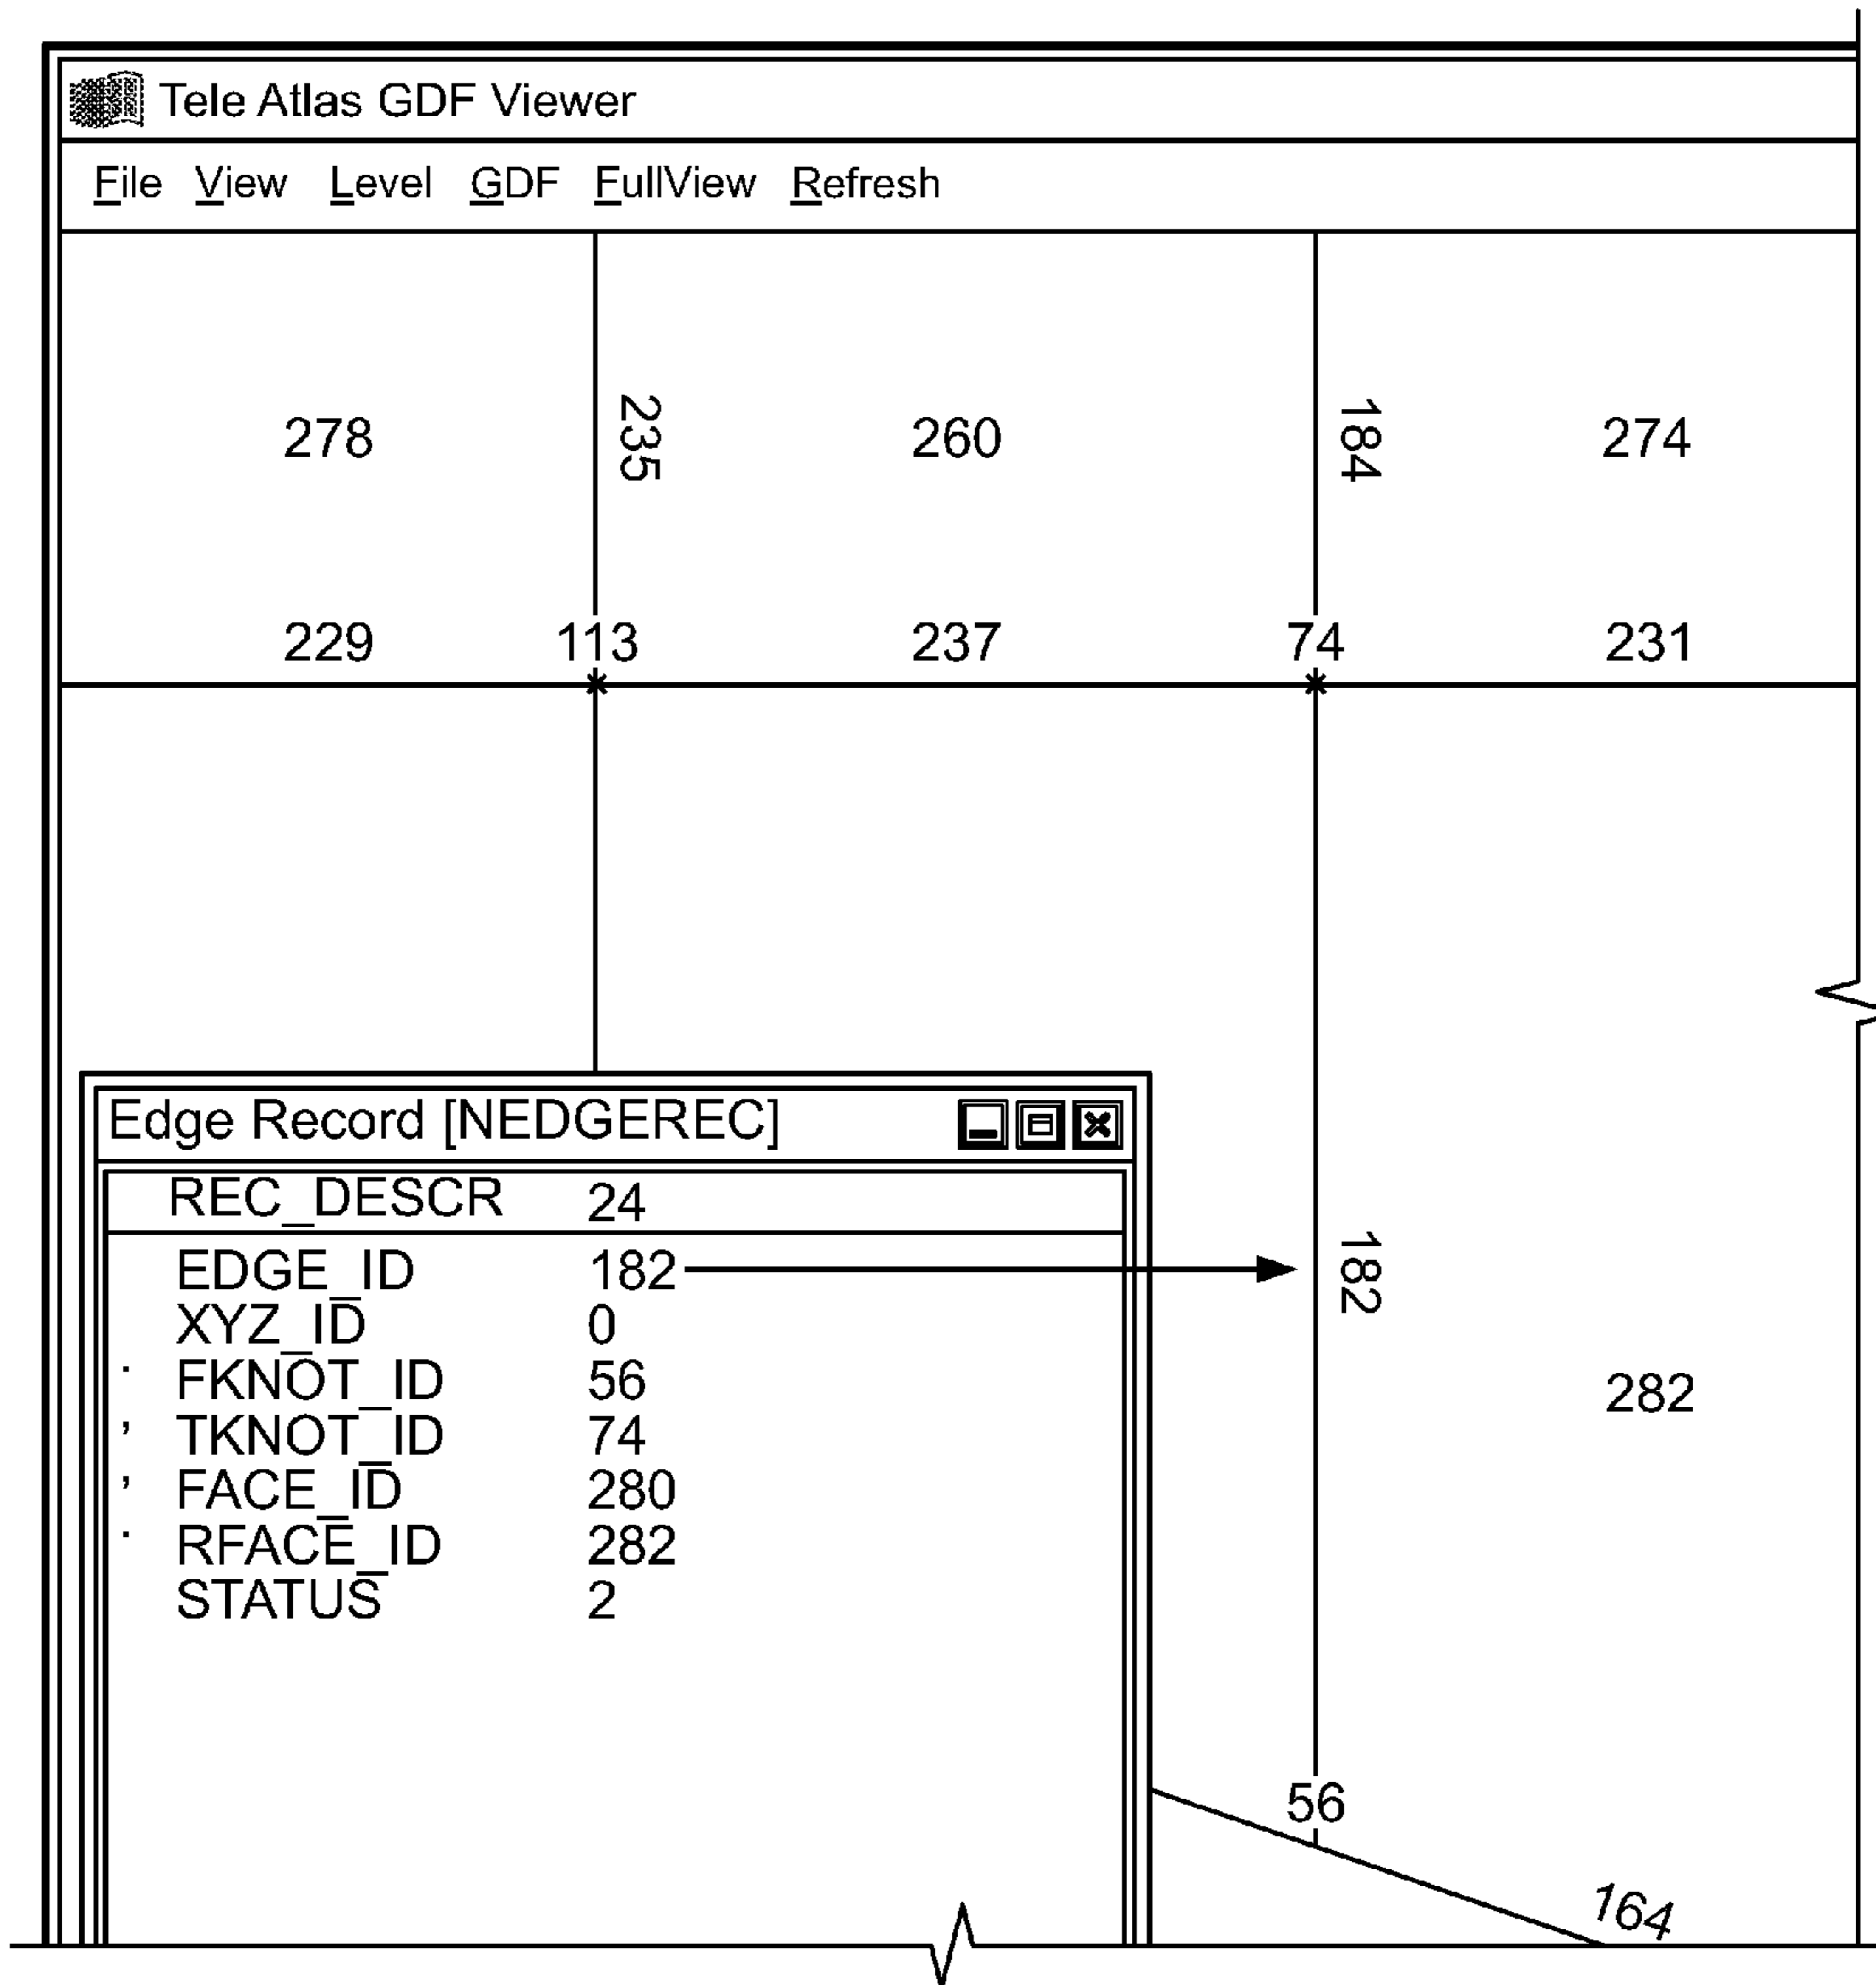 Tele Atlas GDF Viewer
File View Level GDF FullView Refresh
278 235 260 184 274
229 113 237 74 231
Edge Record [NEDGEREC]
REC_DESCR 24
EDGE_ID 182
XYZ_ID 0
FKNOT_ID 56
TKNOT_ID 74
FACE_ID 280
RFACE_ID 282
STATUS 2
182
282
56
164